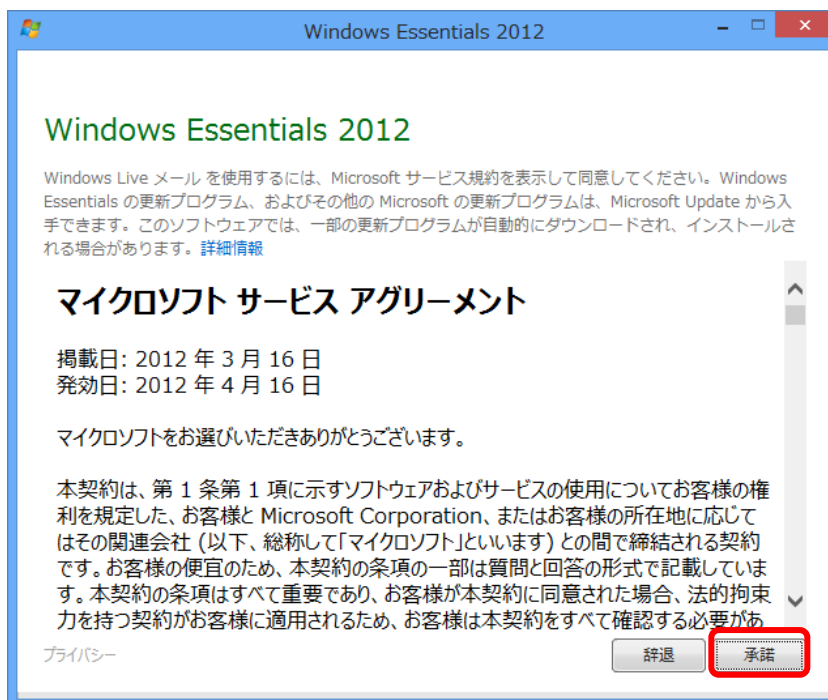 Windows Essentials 2012
Windows Essentials 2012
Windows Live メール を使用するには、Microsoft サービス規約を表示して同意してください。Windows
Essentials の更新プログラム、およびその他の Microsoft の更新プログラムは、Microsoft Update から入
手できます。このソフトウェアでは、一部の更新プログラムが自動的にダウンロードされ、インストールさ
れる場合があります。詳細情報
マイクロソフト サービス アグリーメント
掲載日: 2012 年 3 月 16 日
発効日: 2012 年 4 月 16 日
マイクロソフトをお選びいただきありがとうございます。
本契約は、第 1 条第 1 項に示すソフトウェアおよびサービスの使用についてお客様の権
利を規定した、お客様と Microsoft Corporation、またはお客様の所在地に応じて
はその関連会社 (以下、総称して「マイクロソフト」といいます) との間で締結される契約
です。お客様の便宜のため、本契約の条項の一部は質問と回答の形式で記載していま
す。本契約の条項はすべて重要であり、お客様が本契約に同意された場合、法的拘束
力を持つ契約がお客様に適用されるため、お客様は本契約をすべて確認する必要があ
プライバシー
辞退
承諾